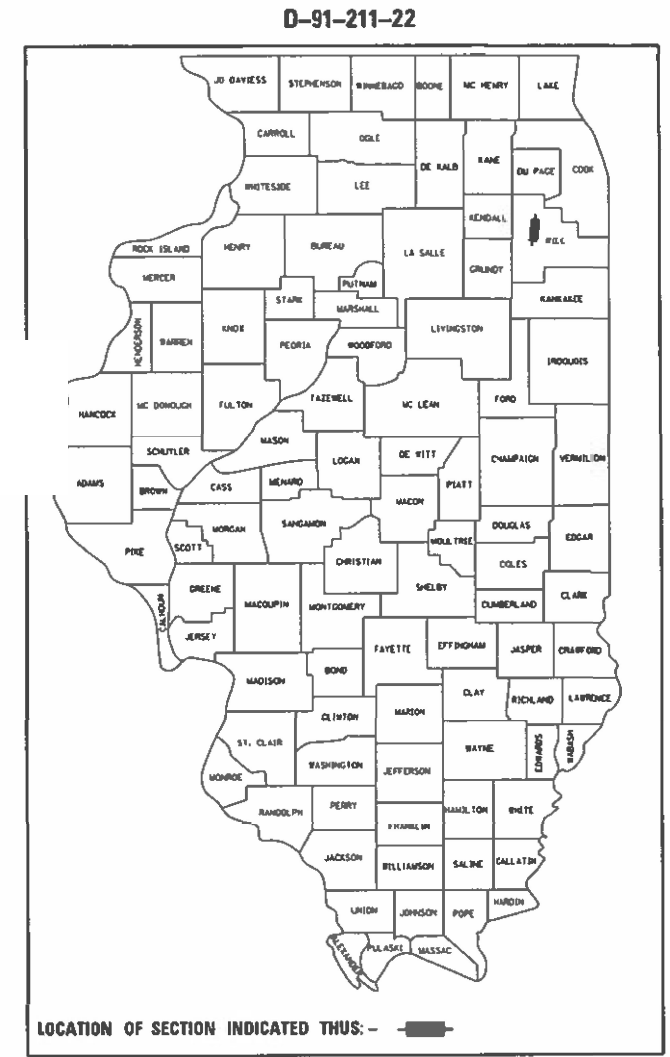 D-91-211-22
JO DAVIESS STEPHENSON WINNEBAGO BOONE MC HENRY LAKE
CARROLL OGLE DE KALB KANE DU PAGE COOK
WHITESIDE LEE KENDALL WILL
ROCK ISLAND HENRY BUREAU LA SALLE GRUNDY
MERCER PUTNAM KANKAKEE
STARK MARSHALL
HENDERSON WARREN KNOX PEORIA WOODFORD LIVINGSTON IROQUOIS
HANCOCK MC DONOUGH FULTON TAZEWELL MC LEAN FORD
SCHUYLER MASON LOGAN DE WITT CHAMPAIGN VERMILION
ADAMS BROWN CASS MENARD PIATT
MACON
PIKE SCOTT MORGAN SANGAMON MOULTRIE DOUGLAS EDGAR
CHRISTIAN COLES
CALHOUN GREENE MACOUPIN MONTGOMERY SHELBY CUMBERLAND CLARK
JERSEY FAYETTE EFFINGHAM JASPER CRAWFORD
MADISON BOND CLAY RICHLAND LAWRENCE
CLINTON MARION
ST. CLAIR WAYNE EDWARDS WABASH
MONROE WASHINGTON JEFFERSON
RANDOLPH PERRY HAMILTON WHITE
FRANKLIN
JACKSON WILLIAMSON SALINE GALLATIN
UNION JOHNSON POPE HARDIN
ALEXANDER PULASKI MASSAC
LOCATION OF SECTION INDICATED THUS:-